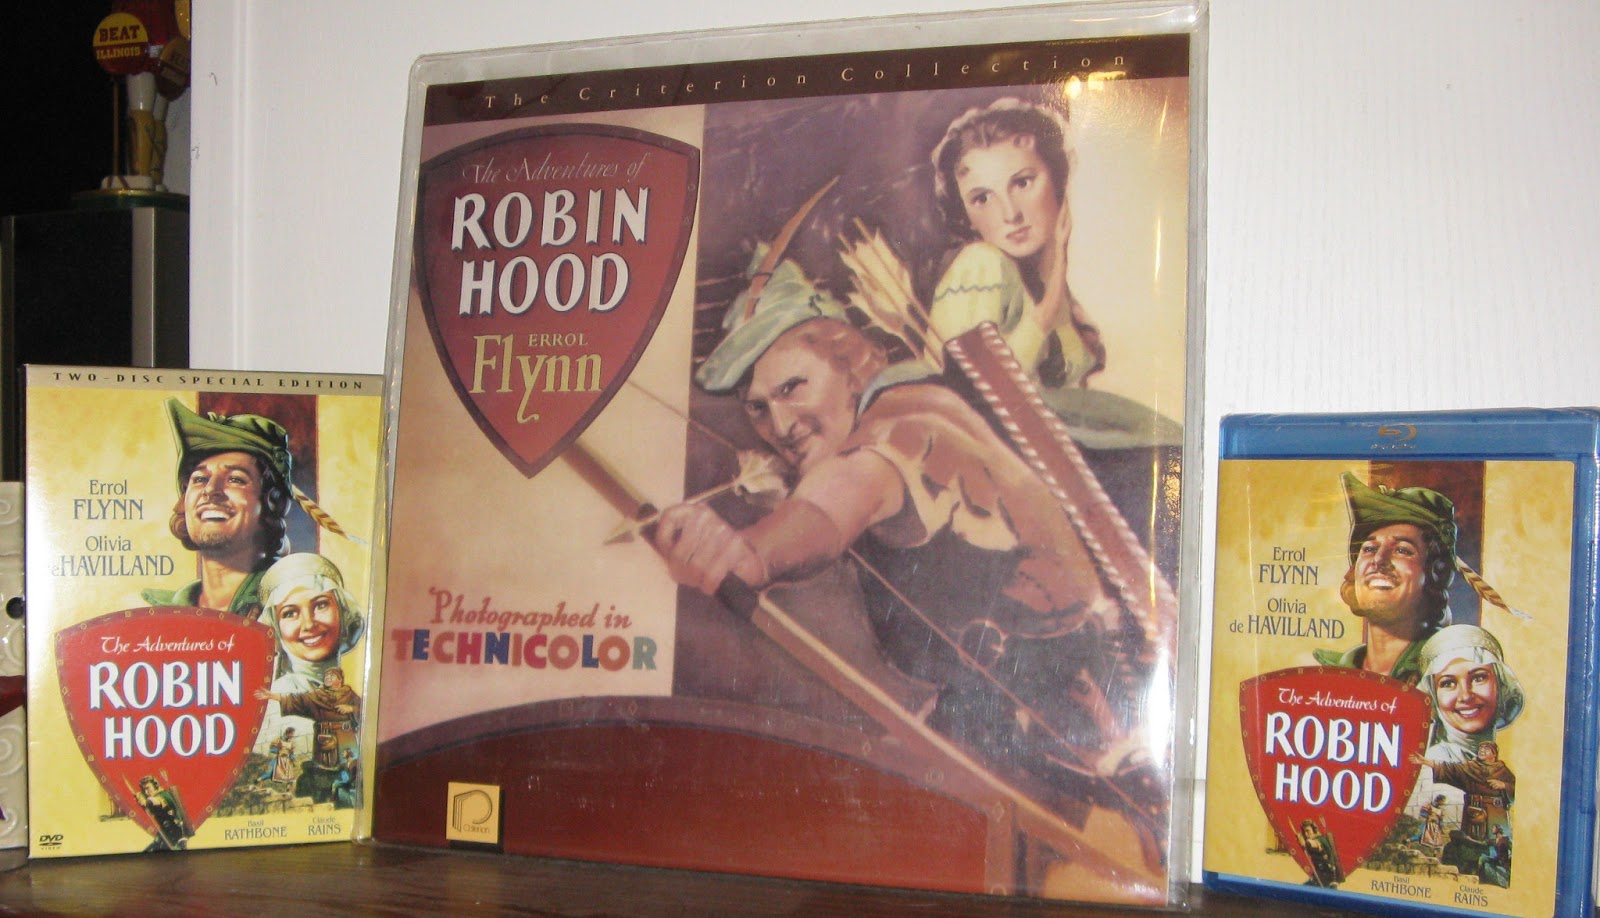 BEAT
ILLINOIS
TWO-DISC SPECIAL EDITION
Errol
FLYNN
Olivia
eHAVILLAND
The Adventures of
ROBIN
HOOD
Basil
RATHBONE
Claude
RAINS
DVD
VIDEO
The Criterion Collection
The Adventures of
ROBIN
HOOD
ERROL
Flynn
Photographed in
TECHNICOLOR
Criterion
Errol
FLYNN
Olivia
de HAVILLAND
The Adventures of
ROBIN
HOOD
Basil
RATHBONE
Claude
RAINS